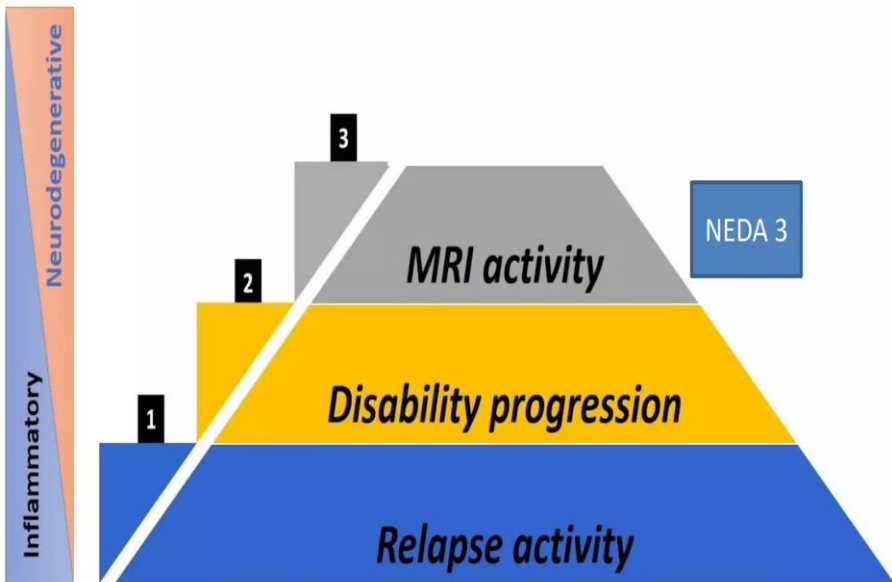 Neurodegenerative
Inflammatory
3
MRI activity
NEDA 3
2
Disability progression
1
Relapse activity